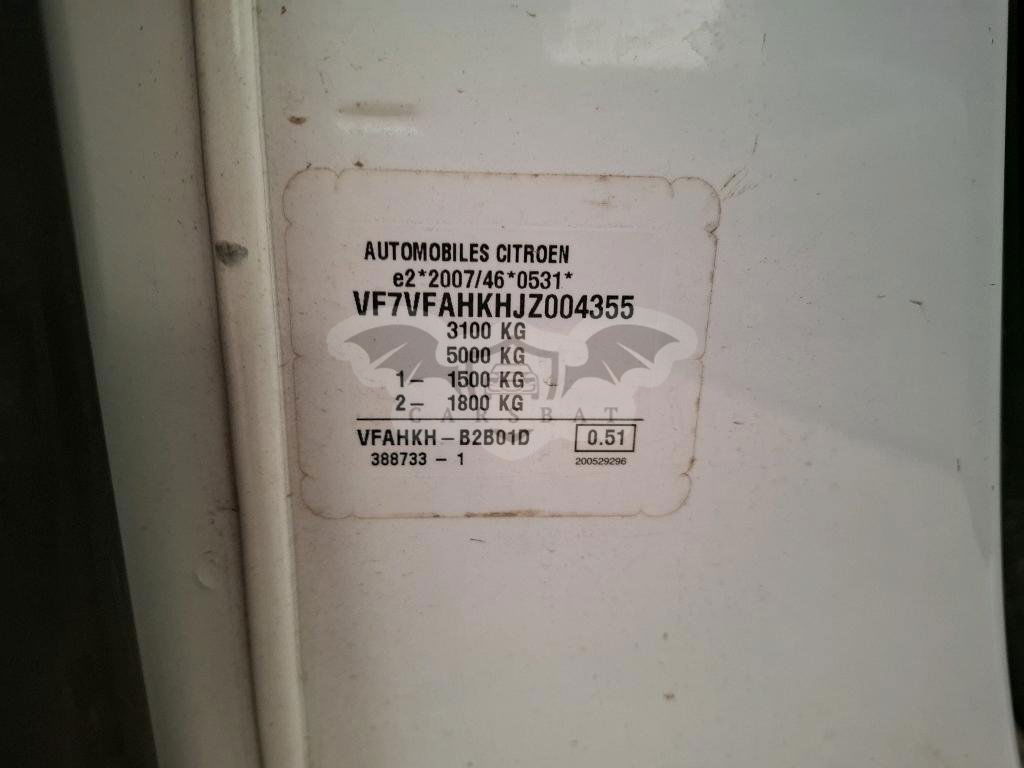 AUTOMOBILES CITROEN
e2*2007/46*0531*
VF7VFAHKHJZ004355
3100 KG
5000 KG
1- 1500 KG
2- 1800 KG
CARSBAT
VFAHKH-B2B01D 0.51
388733-1 200529296